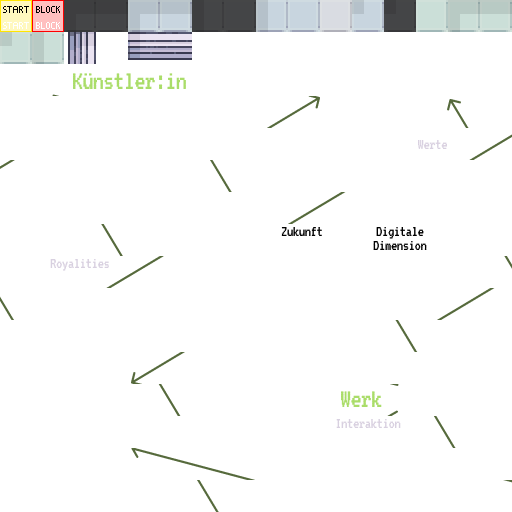 START BLOCK
START BLOCK
Künstler:in
Werte
Zukunft
Digitale
Dimension
Royalities
Werk
Interaktion